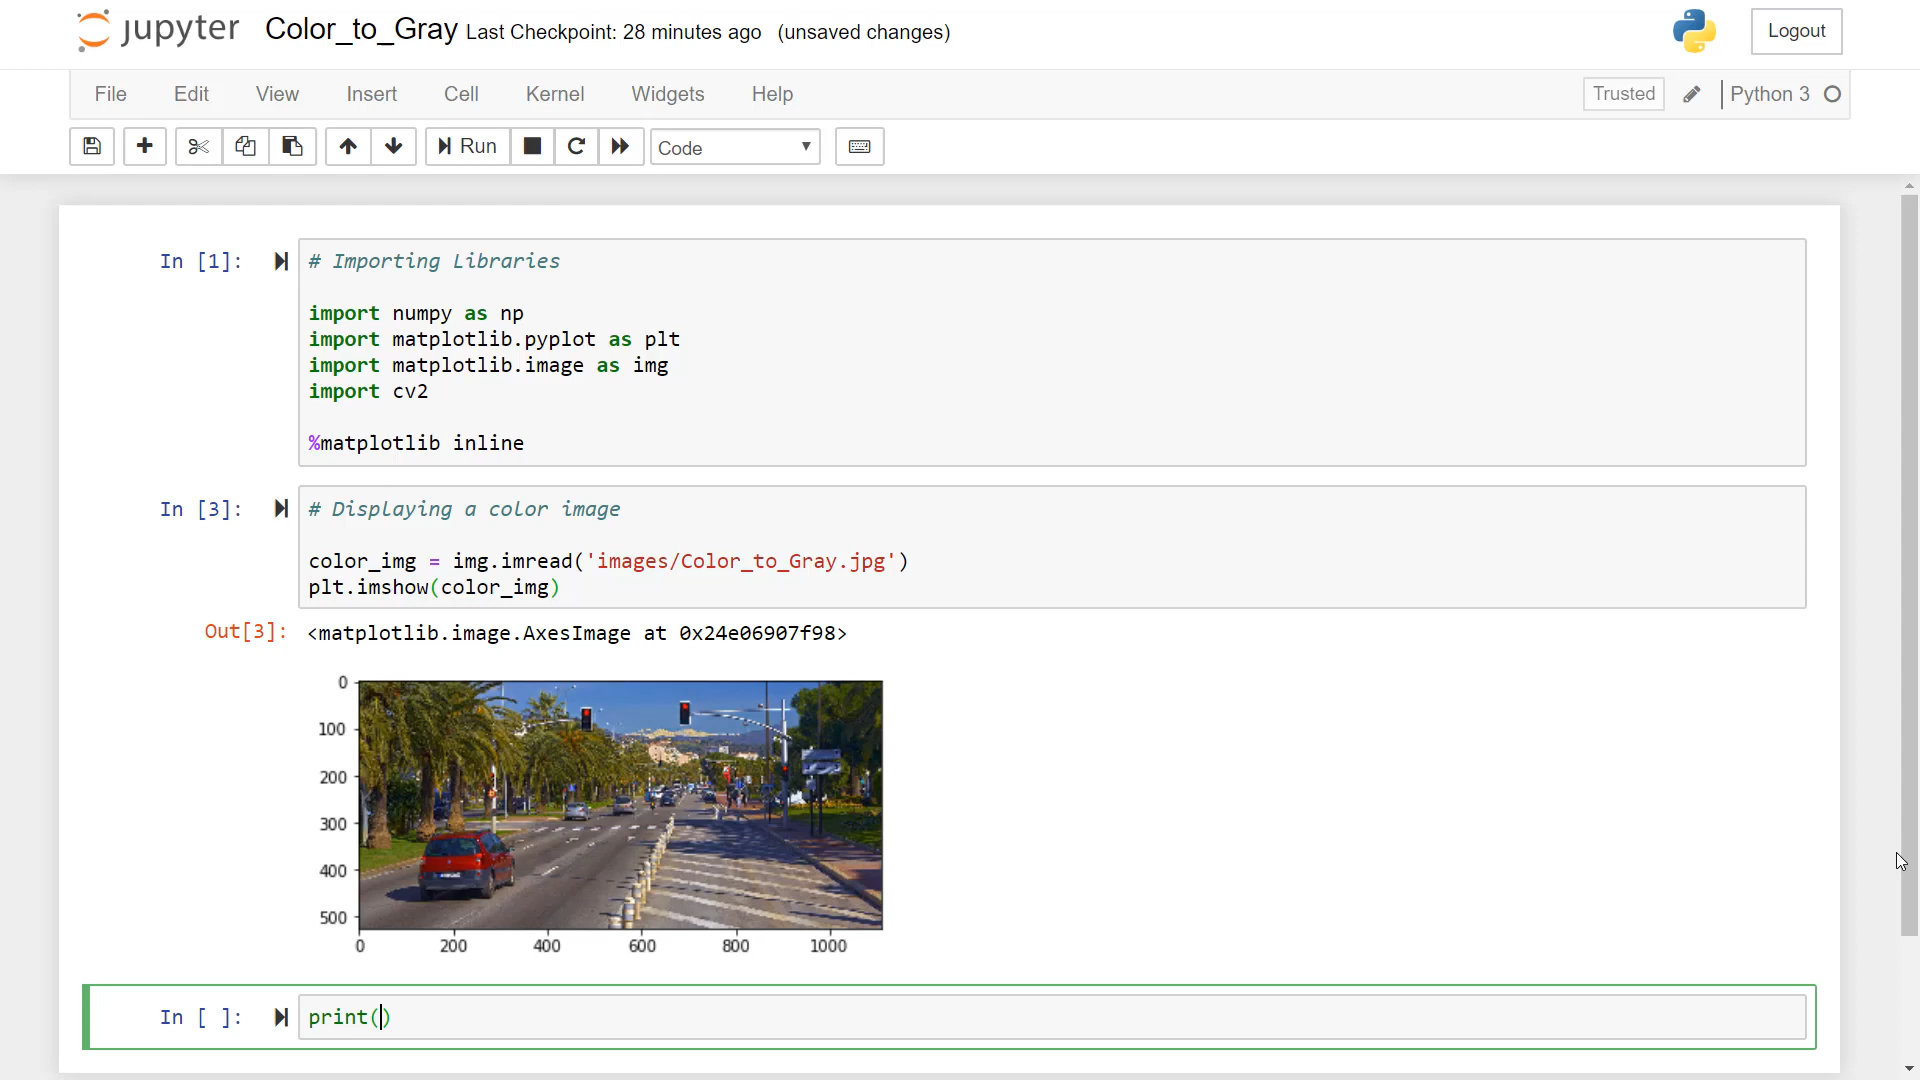 jupyter Color_to_Gray Last Checkpoint: 28 minutes ago (unsaved changes) Logout
File Edit View Insert Cell Kernel Widgets Help Trusted Python 3
Run Code
In [1]: # Importing Libraries
import numpy as np
import matplotlib.pyplot as plt
import matplotlib.image as img
import cv2
%matplotlib inline
In [3]: # Displaying a color image
color_img = img.imread('images/Color_to_Gray.jpg')
plt.imshow(color_img)
Out[3]: <matplotlib.image.AxesImage at 0x24e06907f98>
0
100
200
300
400
500
0 200 400 600 800 1000
In [ ]: print()